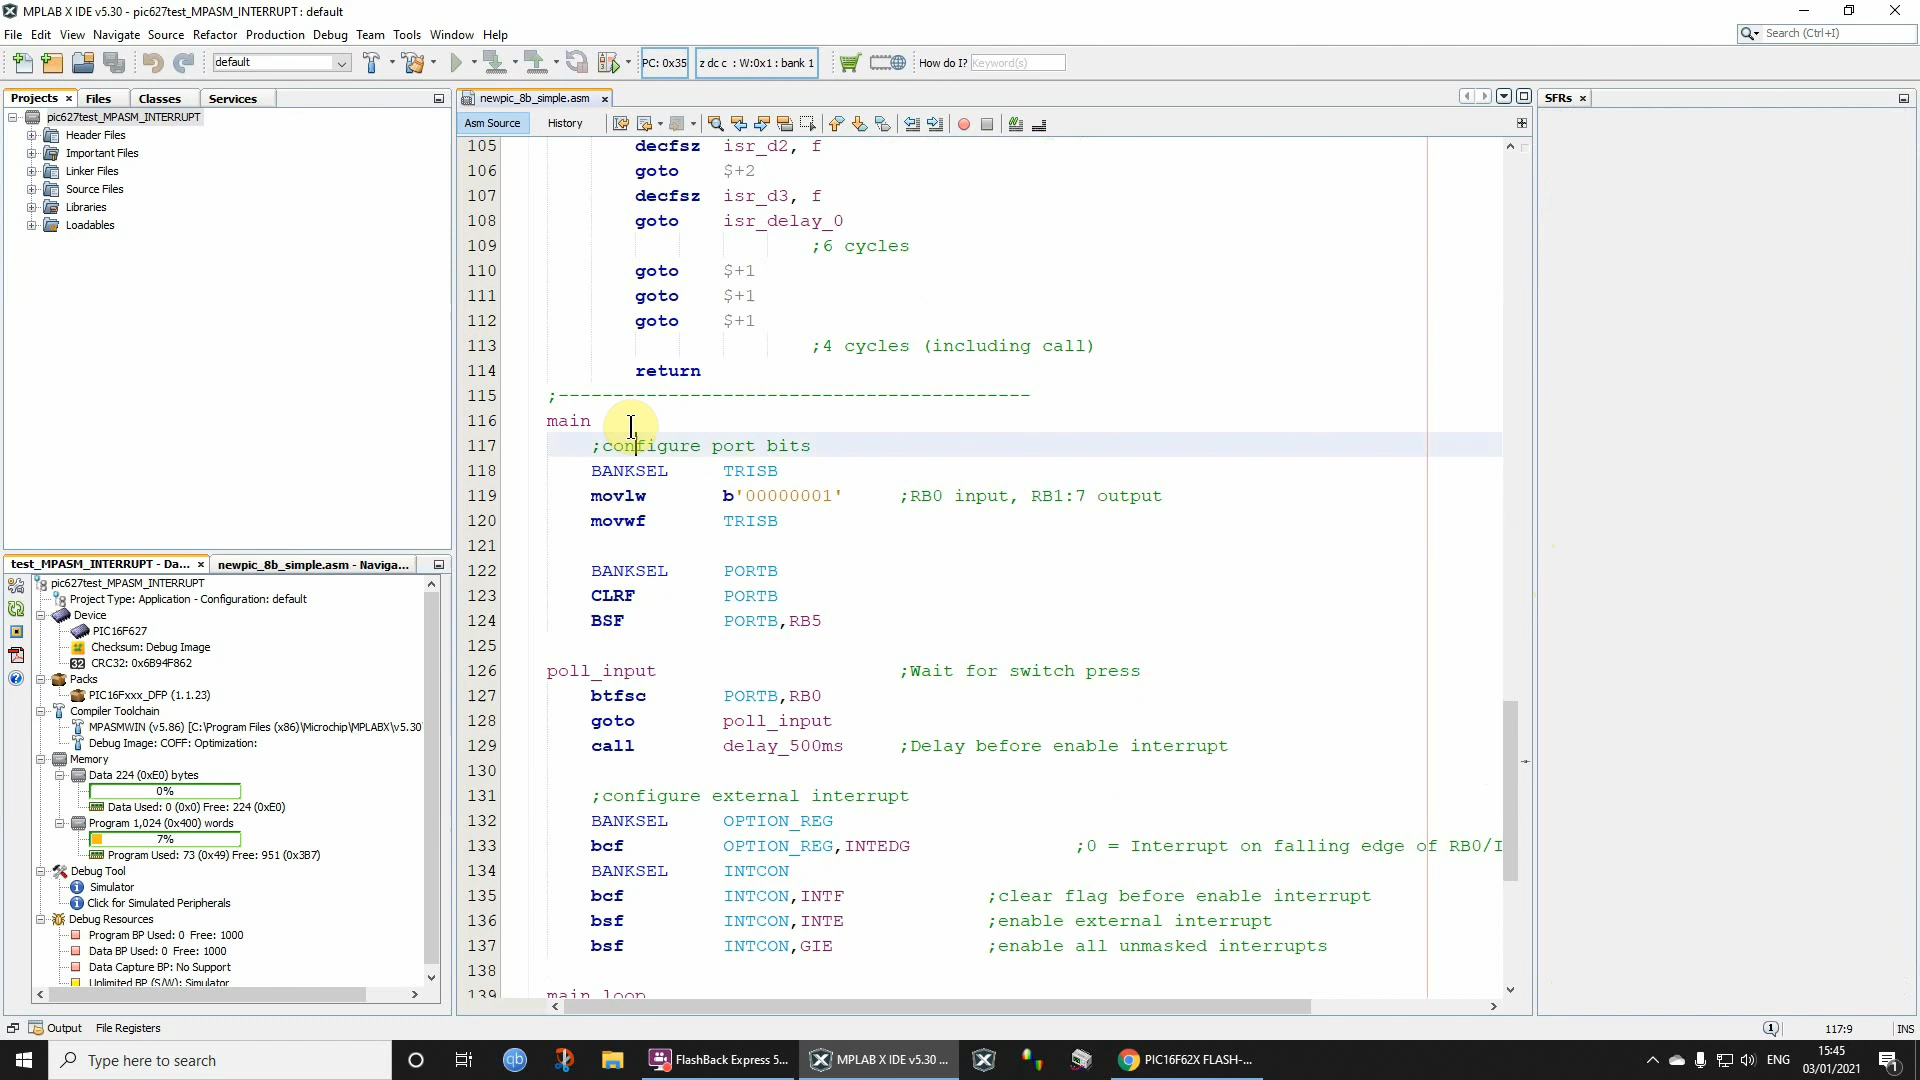 MPLAB X IDE v5.30 - pic627test_MPASM_INTERRUPT : default
File Edit View Navigate Source Refactor Production Debug Team Tools Window Help
Search (Ctrl+I)
default
PC: 0x35
z dc c : W:0x1 : bank 1
How do I? Keyword(s)
Projects Files Classes Services
pic627test_MPASM_INTERRUPT
Header Files
Important Files
Linker Files
Source Files
Libraries
Loadables
test_MPASM_INTERRUPT - Da... newpic_8b_simple.asm - Naviga...
pic627test_MPASM_INTERRUPT
Project Type: Application - Configuration: default
Device
PIC16F627
Checksum: Debug Image
32 CRC32: 0x6B94F862
Packs
PIC16Fxxx_DFP (1.1.23)
Compiler Toolchain
MPASMWIN (v5.86) [C:\Program Files (x86)\Microchip\MPLABX\v5.30
Debug Image: COFF: Optimization:
Memory
Data 224 (0xE0) bytes
0%
Data Used: 0 (0x0) Free: 224 (0xE0)
Program 1,024 (0x400) words
7%
Program Used: 73 (0x49) Free: 951 (0x3B7)
Debug Tool
Simulator
Click for Simulated Peripherals
Debug Resources
Program BP Used: 0 Free: 1000
Data BP Used: 0 Free: 1000
Data Capture BP: No Support
Unlimited BP (S/W): Simulator
newpic_8b_simple.asm
Asm Source History
105 decfsz isr_d2, f
106 goto $+2
107 decfsz isr_d3, f
108 goto isr_delay_0
109 ;6 cycles
110 goto $+1
111 goto $+1
112 goto $+1
113 ;4 cycles (including call)
114 return
115 ;-------------------------------------------
116 main
117 ;configure port bits
118 BANKSEL TRISB
119 movlw b'00000001' ;RB0 input, RB1:7 output
120 movwf TRISB
121
122 BANKSEL PORTB
123 CLRF PORTB
124 BSF PORTB,RB5
125
126 poll_input ;Wait for switch press
127 btfsc PORTB,RB0
128 goto poll_input
129 call delay_500ms ;Delay before enable interrupt
130
131 ;configure external interrupt
132 BANKSEL OPTION_REG
133 bcf OPTION_REG,INTEDG ;0 = Interrupt on falling edge of RB0/I
134 BANKSEL INTCON
135 bcf INTCON,INTF ;clear flag before enable interrupt
136 bsf INTCON,INTE ;enable external interrupt
137 bsf INTCON,GIE ;enable all unmasked interrupts
138
139 main_loop
SFRs
Output File Registers
1
117:9
INS
Type here to search
qb
FlashBack Express 5...
MPLAB X IDE v5.30 ...
PIC16F62X FLASH-...
ENG
15:45
03/01/2021
1